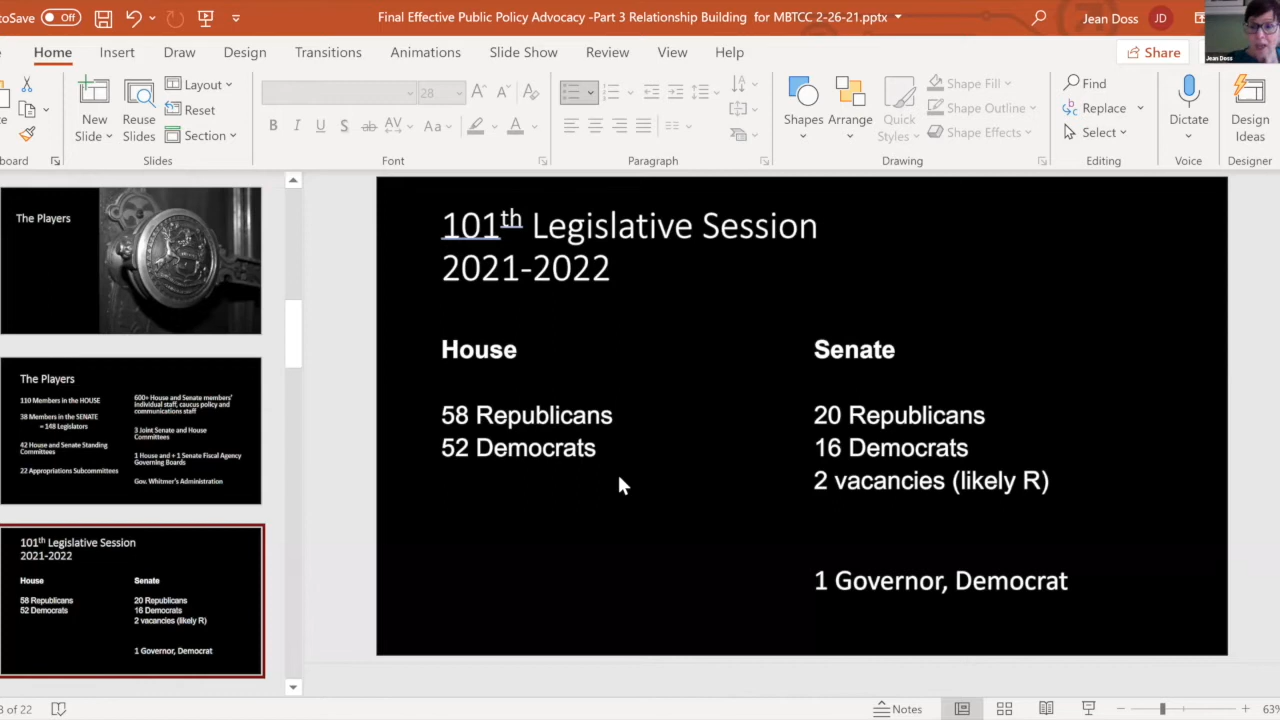 toSave Off
Final Effective Public Policy Advocacy -Part 3 Relationship Building for MBTCC 2-26-21.pptx
Jean Doss JD
Jean Doss
Home Insert Draw Design Transitions Animations Slide Show Review View Help
Share
New Slide
Reuse Slides
Layout
Reset
Section
28
B I U S ab AV Aa A
Shapes
Arrange
Quick Styles
Shape Fill
Shape Outline
Shape Effects
Find
Replace
Select
Dictate
Design Ideas
board Slides Font Paragraph Drawing Editing Voice Designer
The Players
The Players
110 Members in the HOUSE
38 Members in the SENATE
= 148 Legislators
42 House and Senate Standing
Committees
22 Appropriations Subcommittees
600+ House and Senate members'
individual staff, caucus policy and
communications staff
3 Joint Senate and House
Committees
1 House and + 1 Senate Fiscal Agency
Governing Boards
Gov. Whitmer's Administration
101th Legislative Session
2021-2022
House
58 Republicans
52 Democrats
Senate
20 Republicans
16 Democrats
2 vacancies (likely R)
1 Governor, Democrat
101th Legislative Session
2021-2022
House
58 Republicans
52 Democrats
Senate
20 Republicans
16 Democrats
2 vacancies (likely R)
1 Governor, Democrat
of 22
Notes
63%